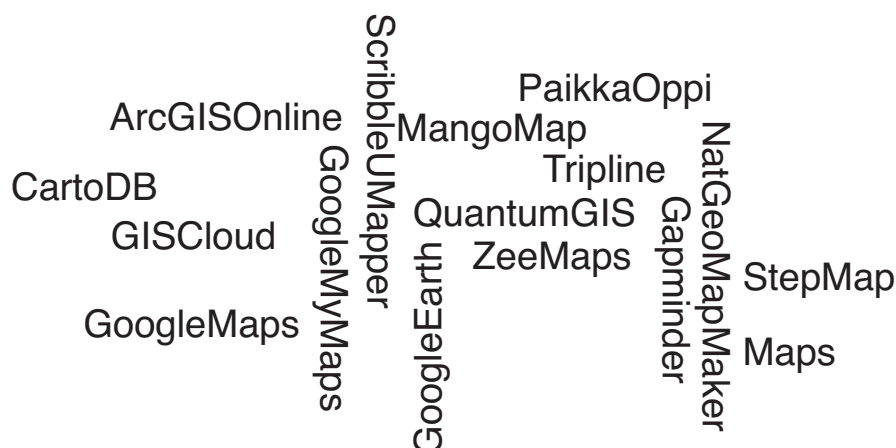 ScribbleUMapper
PaikkaOppi
ArcGISOnline
MangoMap
NatGeoMapMaker
GoogleMyMaps
Tripline
CartoDB
QuantumGIS
Gapminder
GISCloud
ZeeMaps
GoogleEarth
StepMap
GoogleMaps
Maps